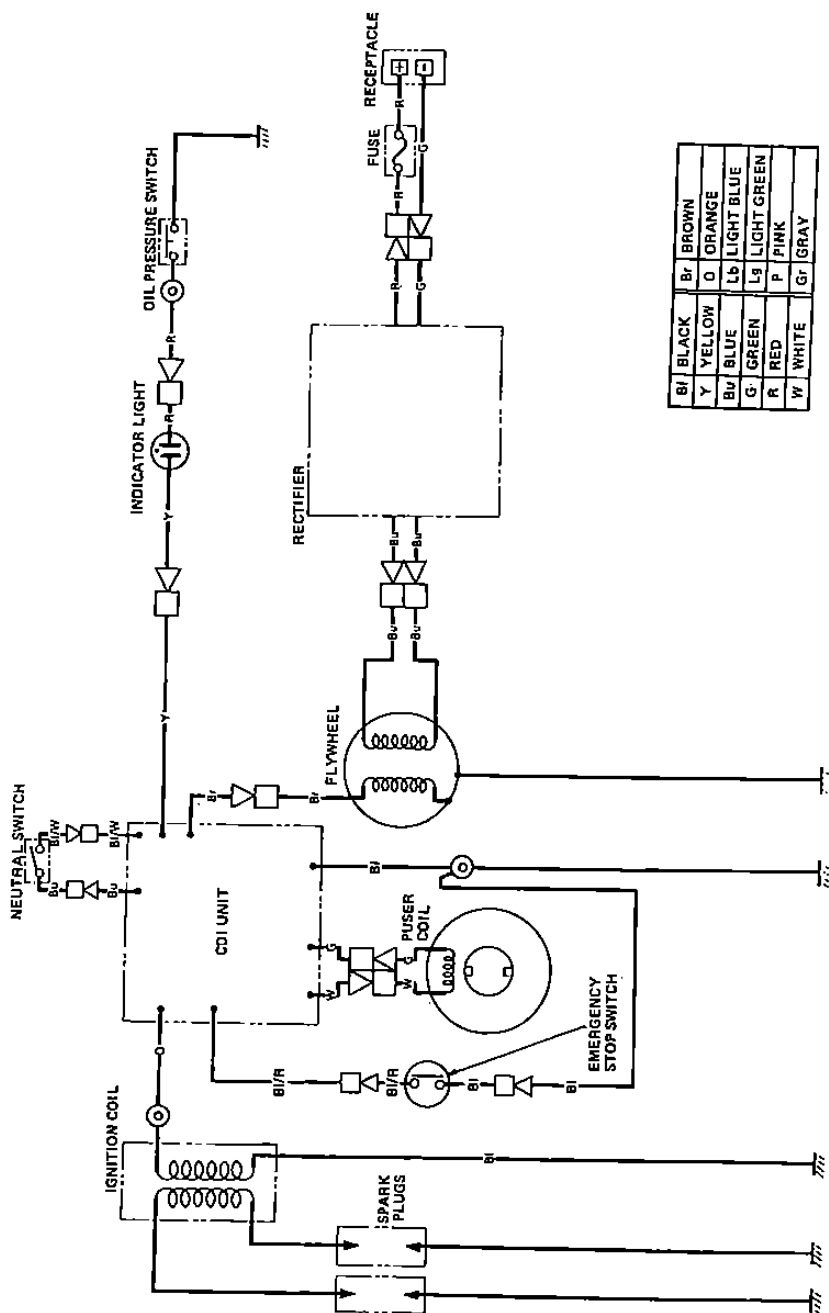 IGNITION COIL
SPARK
PLUGS
O
Bl
Bl/R
Bl/R
Bl
EMERGENCY
STOP SWITCH
NEUTRAL SWITCH
Bu
Bu
Bl/W
Bl/W
CDI UNIT
W
G
W
G
PUSER
COIL
Bl
Br
Br
FLYWHEEL
Bu
Bu
Bu
Bu
RECTIFIER
R
G
R
R
G
FUSE
RECEPTACLE
+
-
Y
Y
INDICATOR LIGHT
R
R
OIL PRESSURE SWITCH
Bl BLACK Br BROWN
Y YELLOW O ORANGE
Bu BLUE Lb LIGHT BLUE
G GREEN Lg LIGHT GREEN
R RED P PINK
W WHITE Gr GRAY